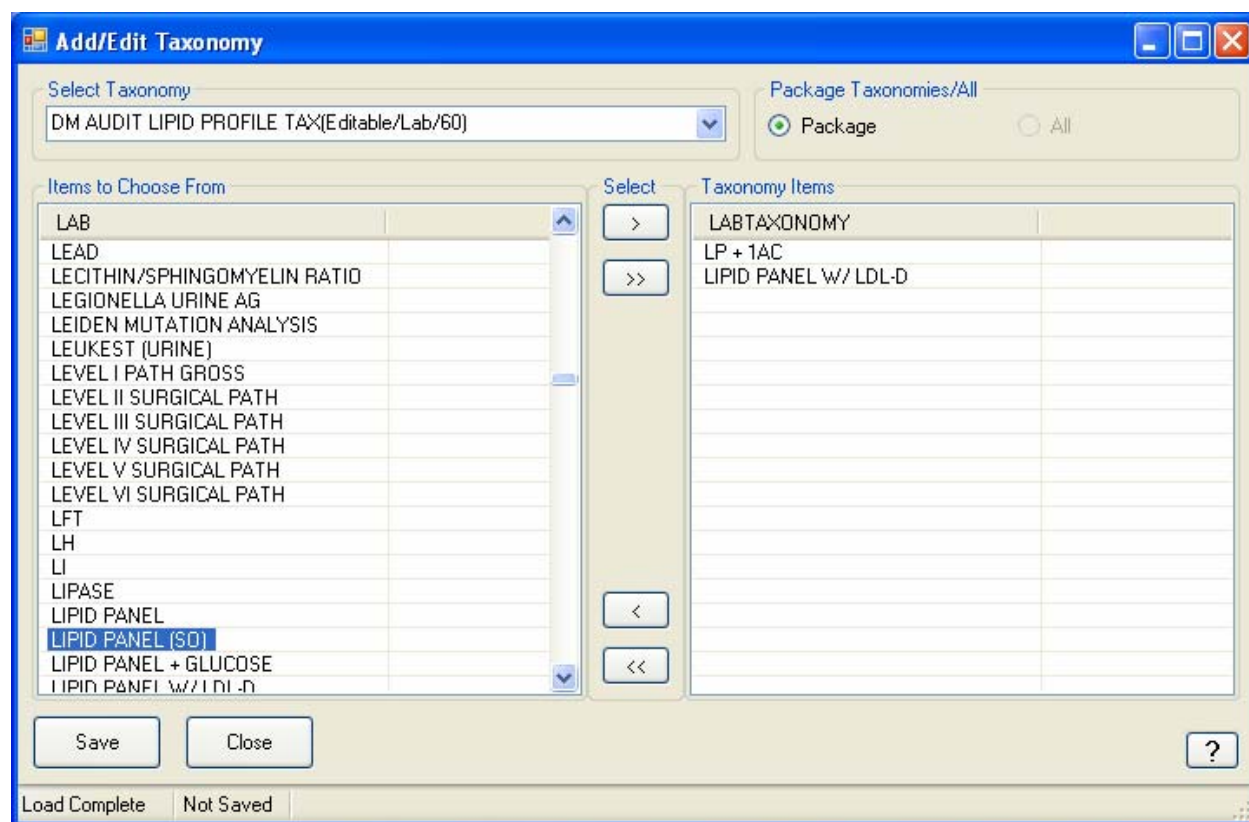 Add/Edit Taxonomy
Select Taxonomy
DM AUDIT LIPID PROFILE TAX(Editable/Lab/60)
Package Taxonomies/All
Package
All
Items to Choose From
LAB
LEAD
LECITHIN/SPHINGOMYELIN RATIO
LEGIONELLA URINE AG
LEIDEN MUTATION ANALYSIS
LEUKEST (URINE)
LEVEL I PATH GROSS
LEVEL II SURGICAL PATH
LEVEL III SURGICAL PATH
LEVEL IV SURGICAL PATH
LEVEL V SURGICAL PATH
LEVEL VI SURGICAL PATH
LFT
LH
LI
LIPASE
LIPID PANEL
LIPID PANEL (SO)
LIPID PANEL + GLUCOSE
LIPID PANEL W/ LDL-D
Select
>
>>
<
<<
Taxonomy Items
LABTAXONOMY
LP + 1AC
LIPID PANEL W/ LDL-D
Save
Close
?
Load Complete
Not Saved